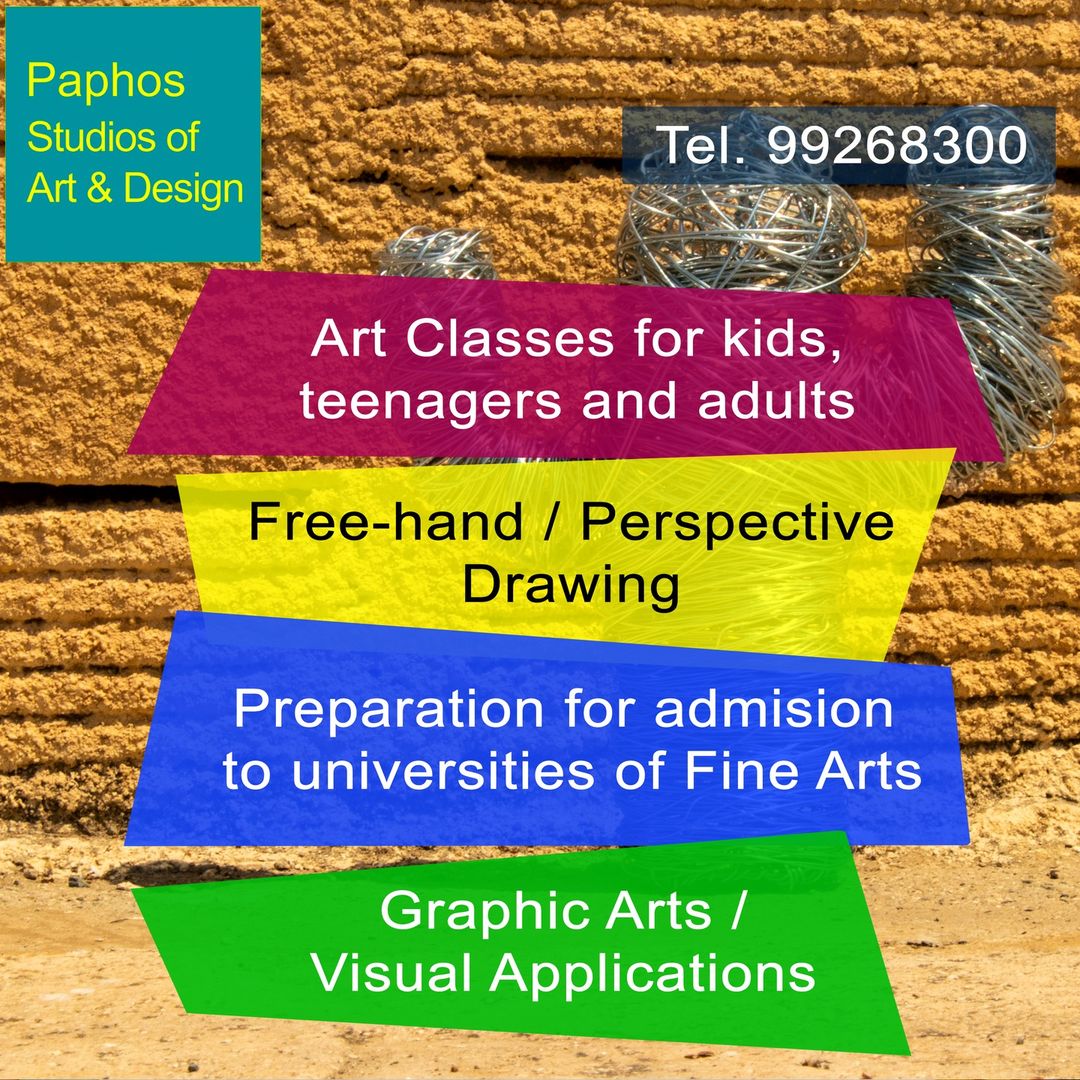 Paphos
Studios of
Art & Design
Tel. 99268300
Art Classes for kids,
teenagers and adults
Free-hand / Perspective
Drawing
Preparation for admision
to universities of Fine Arts
Graphic Arts /
Visual Applications